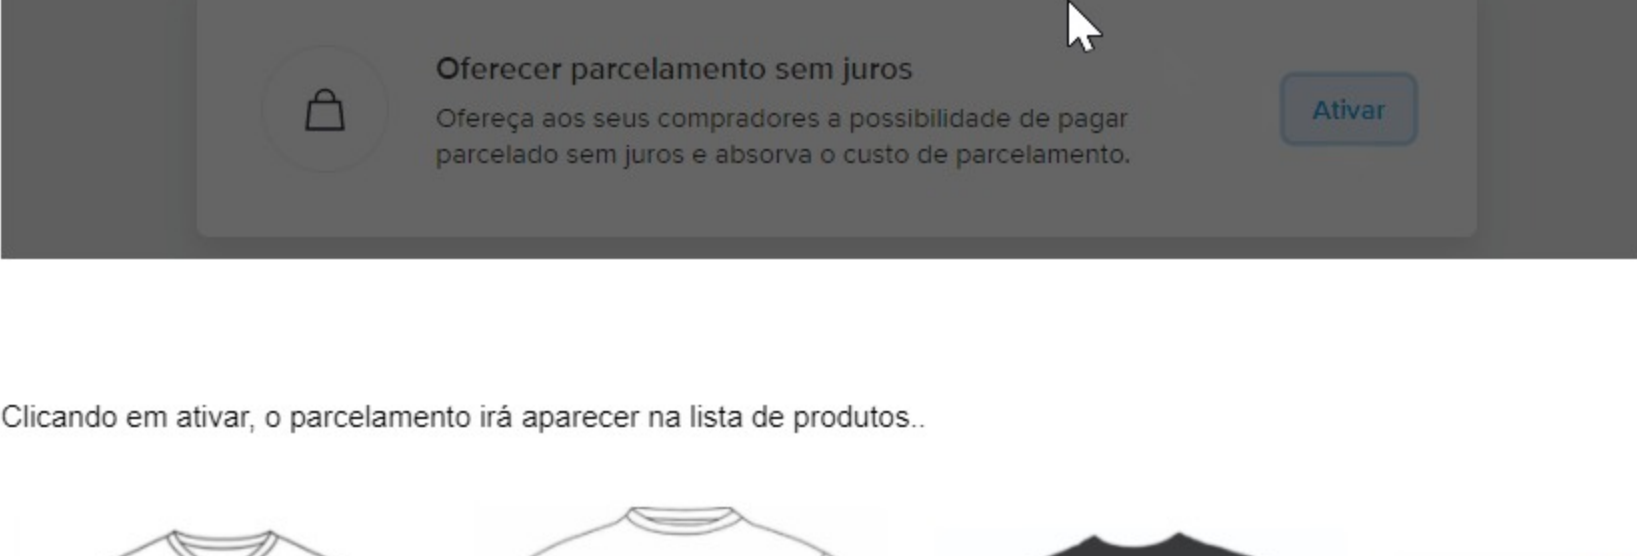 Oferecer parcelamento sem juros
Ofereça aos seus compradores a possibilidade de pagar
parcelado sem juros e absorva o custo de parcelamento.
Ativar
Clicando em ativar, o parcelamento irá aparecer na lista de produtos..